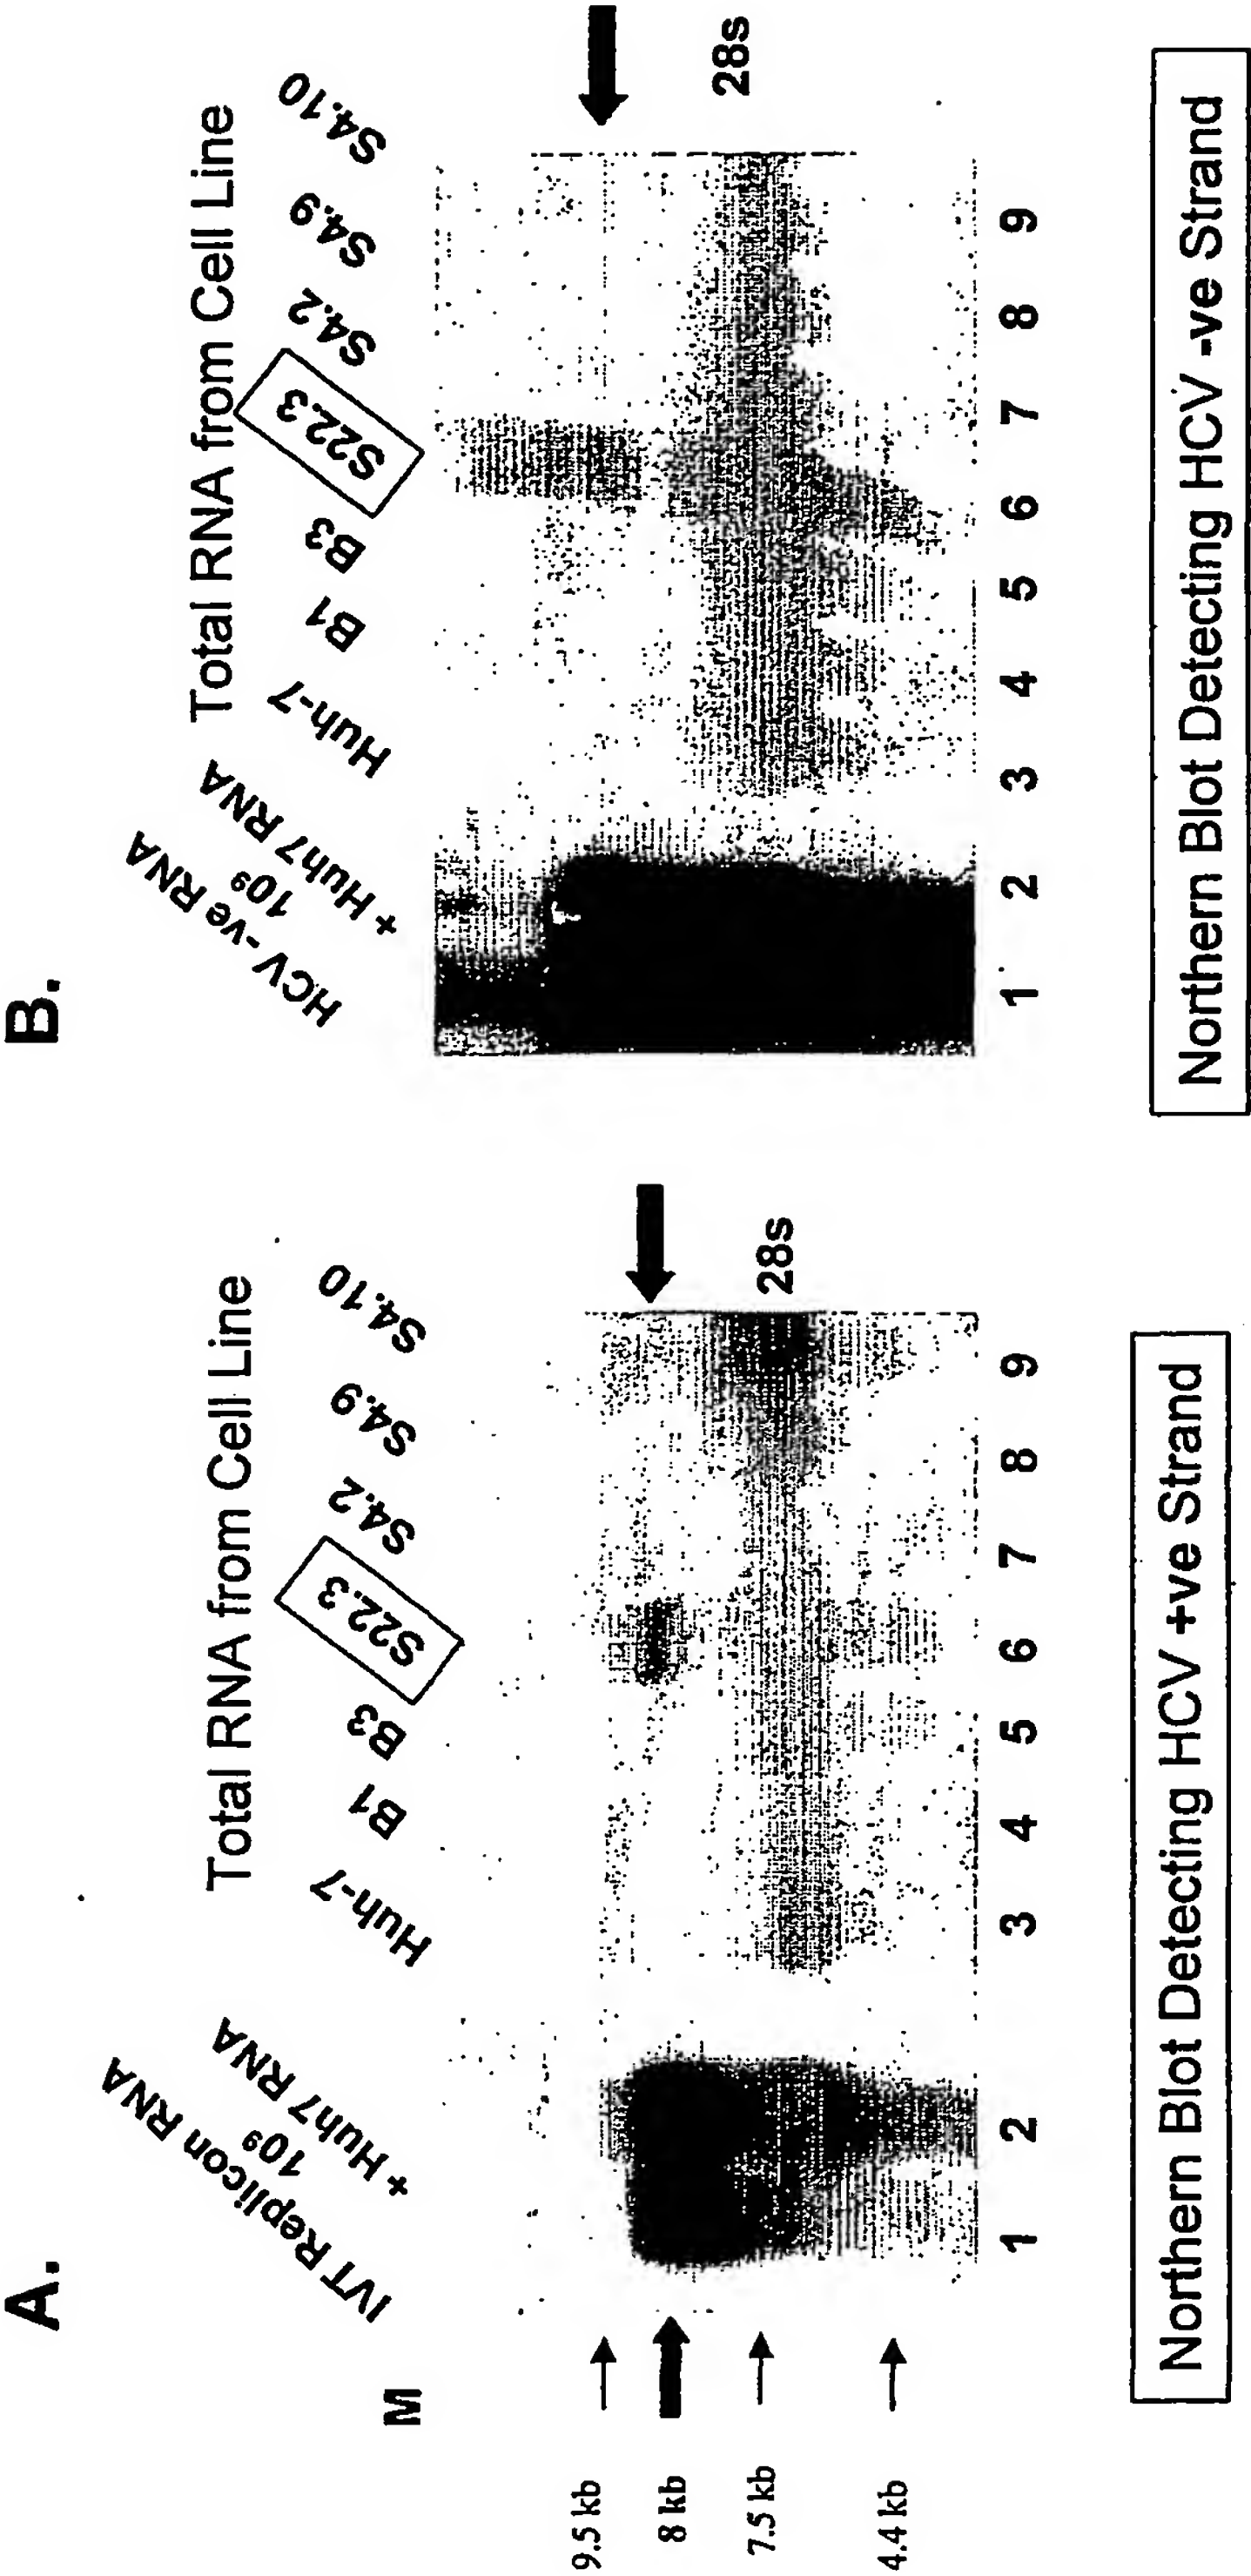 A.
Total RNA from Cell Line
M
IVT Replicon RNA
10⁹
+ Huh7 RNA
Huh-7
B1
B3
S22.3
S4.2
S4.9
S4.10
9.5 kb
8 kb
7.5 kb
4.4 kb
28s
1 2 3 4 5 6 7 8 9
Northern Blot Detecting HCV +ve Strand
B.
Total RNA from Cell Line
HCV -ve RNA
10⁹
+ Huh7 RNA
Huh-7
B1
B3
S22.3
S4.2
S4.9
S4.10
28s
1 2 3 4 5 6 7 8 9
Northern Blot Detecting HCV -ve Strand